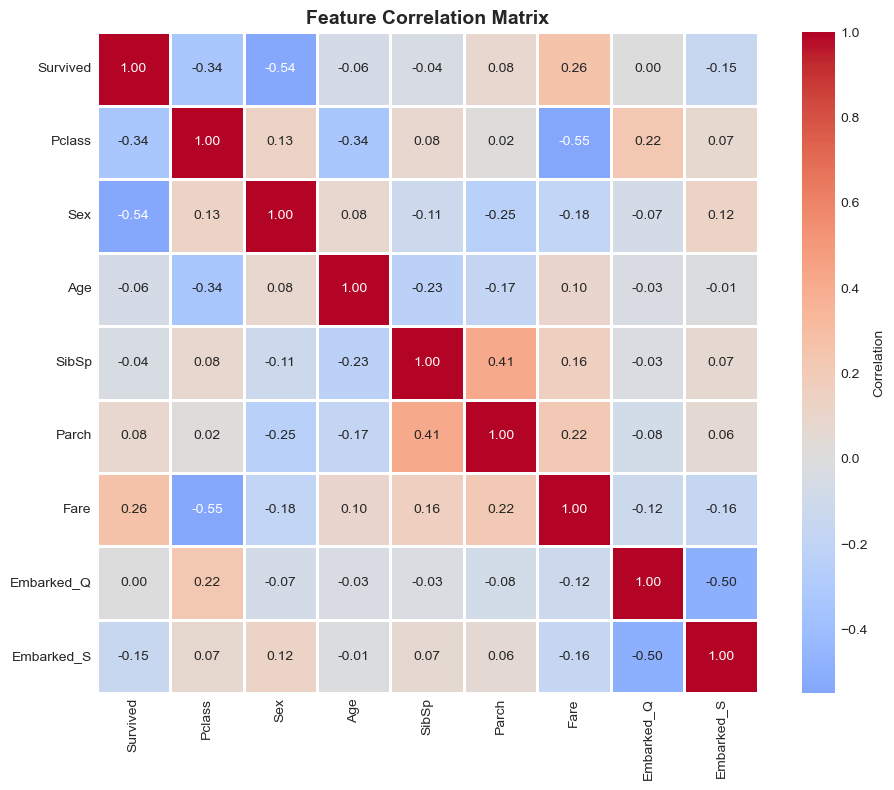 Feature Correlation Matrix
Survived 1.00 -0.34 -0.54 -0.06 -0.04 0.08 0.26 0.00 -0.15
Pclass -0.34 1.00 0.13 -0.34 0.08 0.02 -0.55 0.22 0.07
Sex -0.54 0.13 1.00 0.08 -0.11 -0.25 -0.18 -0.07 0.12
Age -0.06 -0.34 0.08 1.00 -0.23 -0.17 0.10 -0.03 -0.01
SibSp -0.04 0.08 -0.11 -0.23 1.00 0.41 0.16 -0.03 0.07
Parch 0.08 0.02 -0.25 -0.17 0.41 1.00 0.22 -0.08 0.06
Fare 0.26 -0.55 -0.18 0.10 0.16 0.22 1.00 -0.12 -0.16
Embarked_Q 0.00 0.22 -0.07 -0.03 -0.03 -0.08 -0.12 1.00 -0.50
Embarked_S -0.15 0.07 0.12 -0.01 0.07 0.06 -0.16 -0.50 1.00
Survived Pclass Sex Age SibSp Parch Fare Embarked_Q Embarked_S
1.0
0.8
0.6
0.4
0.2
0.0
−0.2
−0.4
Correlation